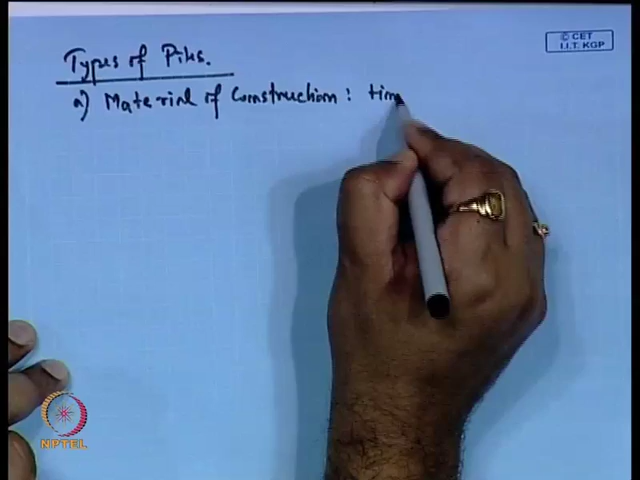 © CET
I.I.T. KGP
Types of Piles.
a) Material of Construction : tim
NPTEL